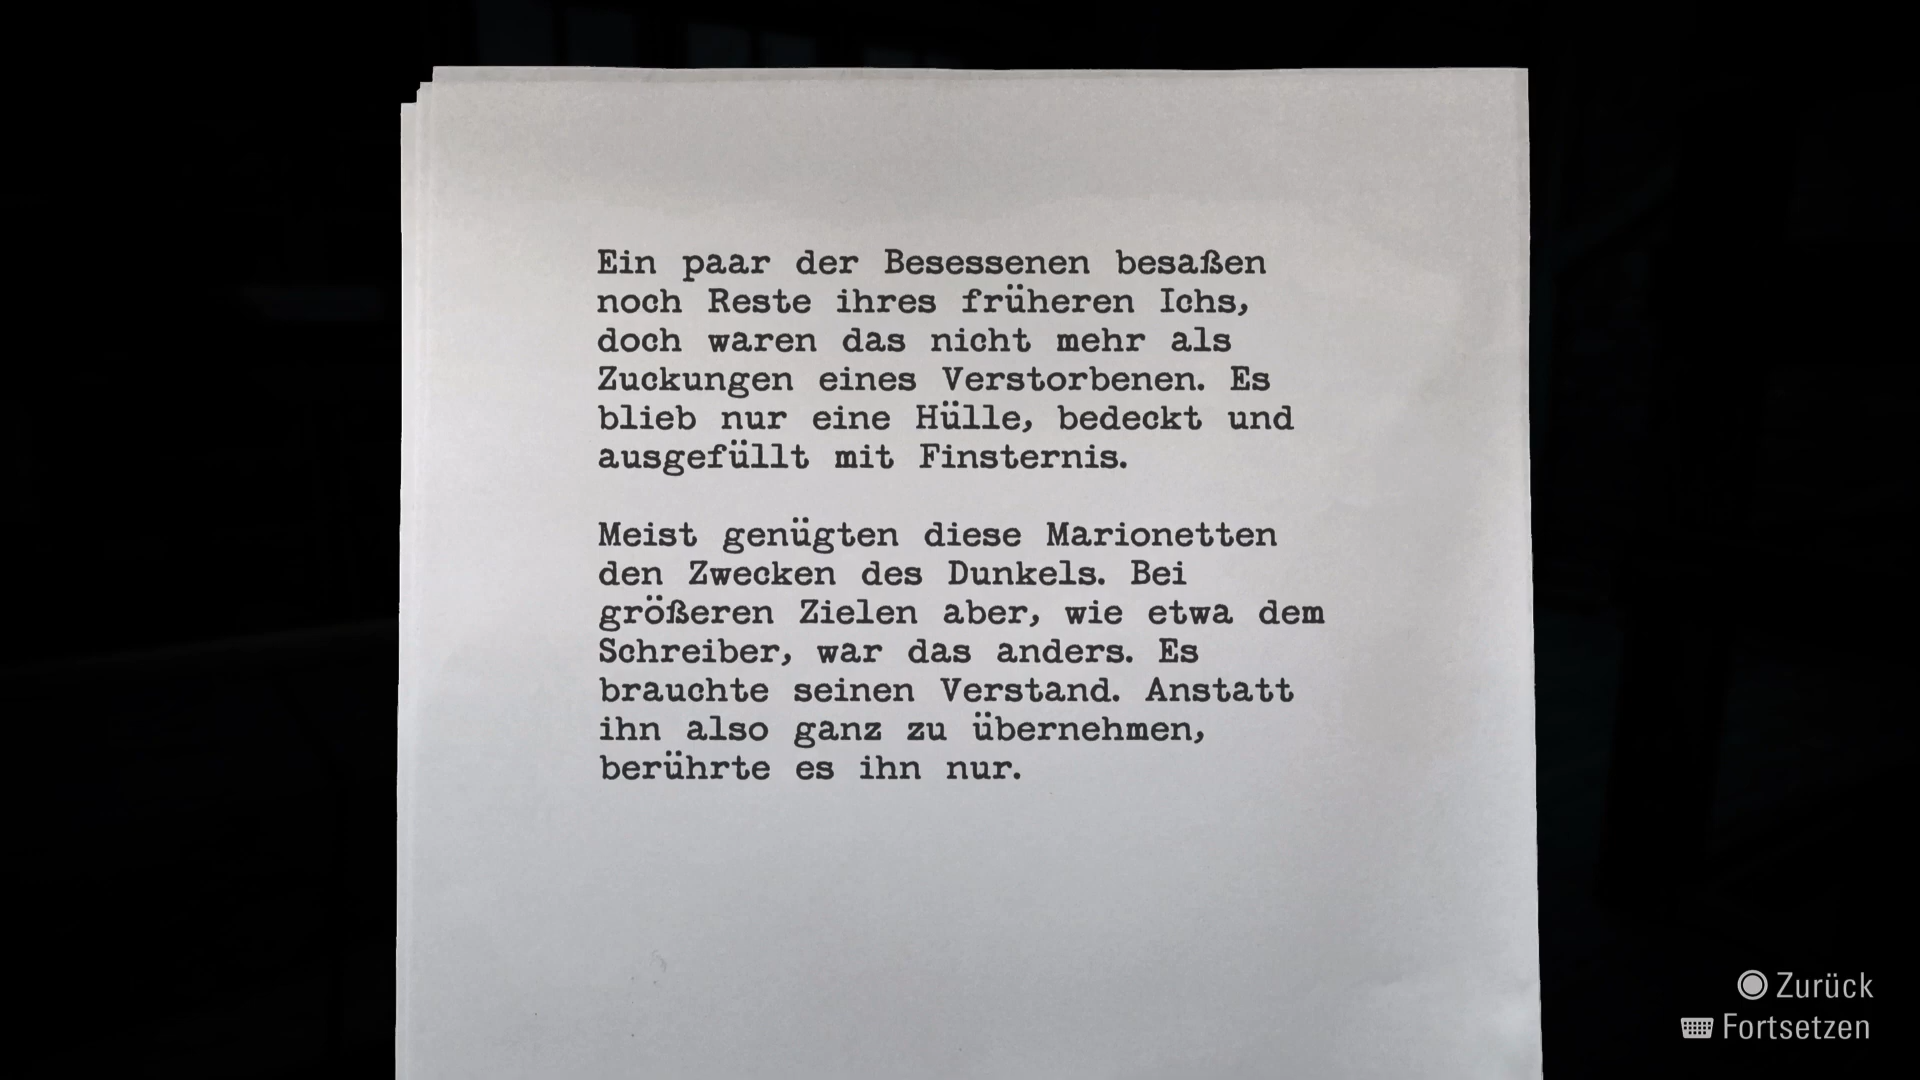 Ein paar der Besessenen besaßen
noch Reste ihres früheren Ichs,
doch waren das nicht mehr als
Zuckungen eines Verstorbenen. Es
blieb nur eine Hülle, bedeckt und
ausgefüllt mit Finsternis.
Meist genügten diese Marionetten
den Zwecken des Dunkels. Bei
größeren Zielen aber, wie etwa dem
Schreiber, war das anders. Es
brauchte seinen Verstand. Anstatt
ihn also ganz zu übernehmen,
berührte es ihn nur.
Zurück
Fortsetzen